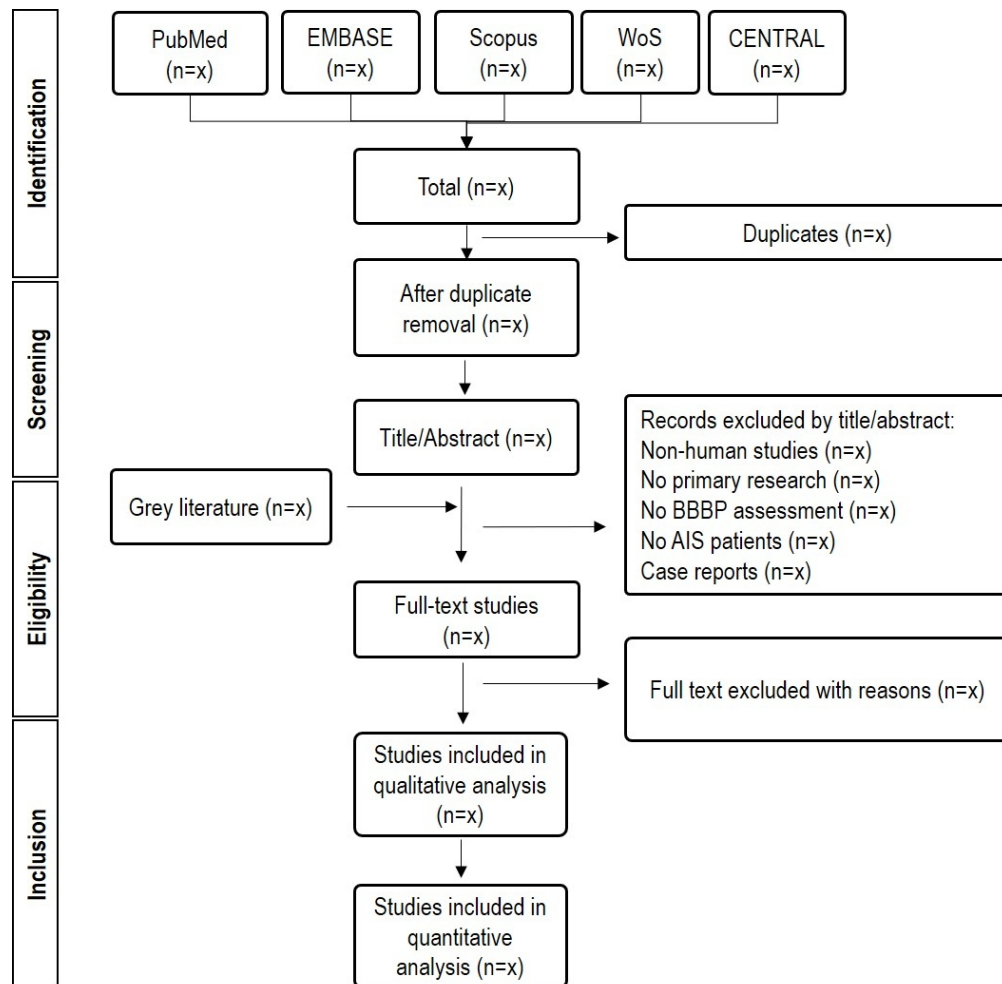 PubMed
(n=x)
EMBASE
(n=x)
Scopus
(n=x)
WoS
(n=x)
CENTRAL
(n=x)
Identification
Total (n=x)
Duplicates (n=x)
After duplicate
removal (n=x)
Screening
Title/Abstract (n=x)
Records excluded by title/abstract:
Non-human studies (n=x)
No primary research (n=x)
No BBBP assessment (n=x)
No AIS patients (n=x)
Case reports (n=x)
Grey literature (n=x)
Eligibility
Full-text studies
(n=x)
Full text excluded with reasons (n=x)
Inclusion
Studies included in
qualitative analysis
(n=x)
Studies included in
quantitative
analysis (n=x)